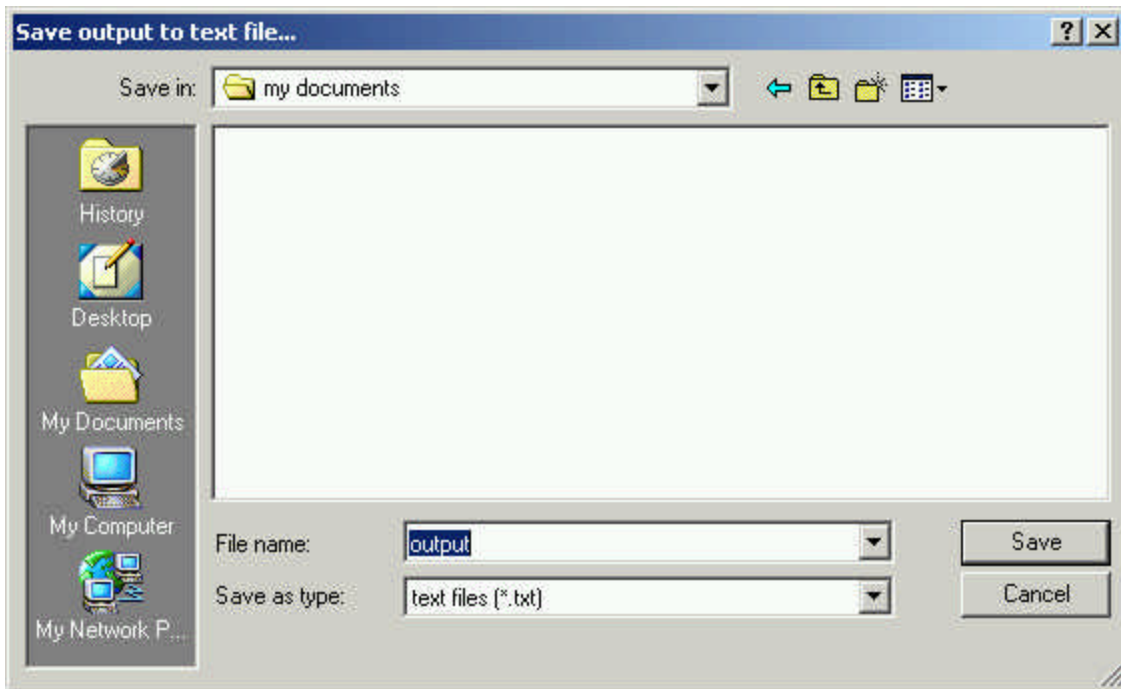 Save output to text file...
?
Save in:
my documents
History
Desktop
My Documents
My Computer
My Network P...
File name:
output
Save
Save as type:
text files (*.txt)
Cancel